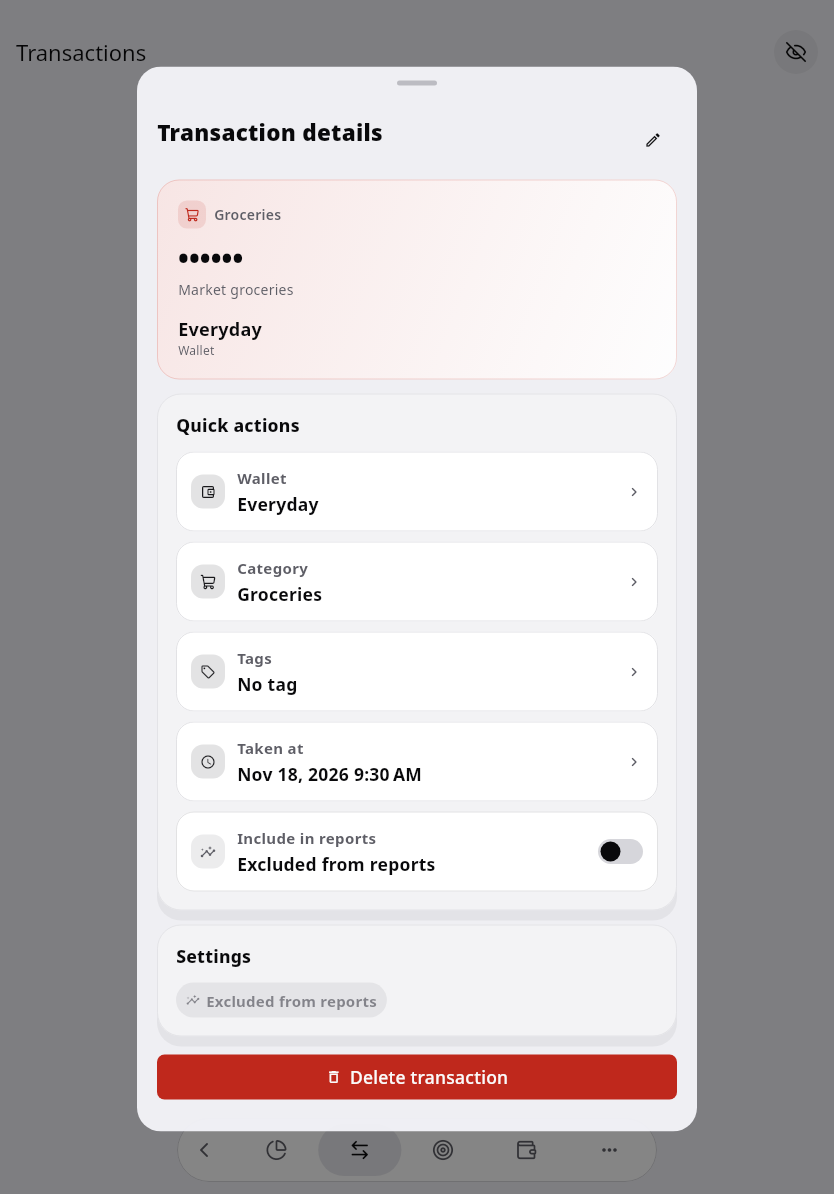 Transactions
Transaction details
Groceries
••••••
Market groceries
Everyday
Wallet
Quick actions
Wallet
Everyday
Category
Groceries
Tags
No tag
Taken at
Nov 18, 2026 9:30 AM
Include in reports
Excluded from reports
Settings
Excluded from reports
Delete transaction